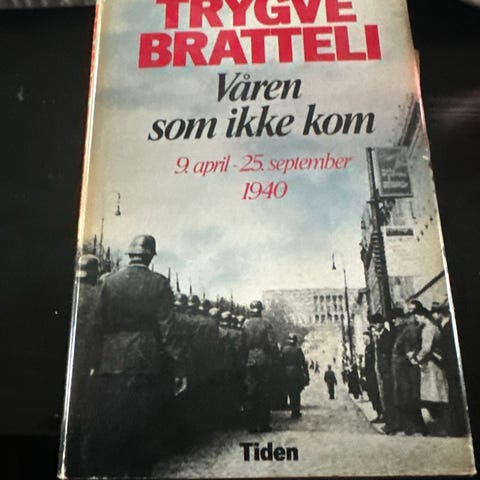 TRYGVE
BRATTELI
Våren
som ikke kom
9. april - 25. september
1940
Tiden